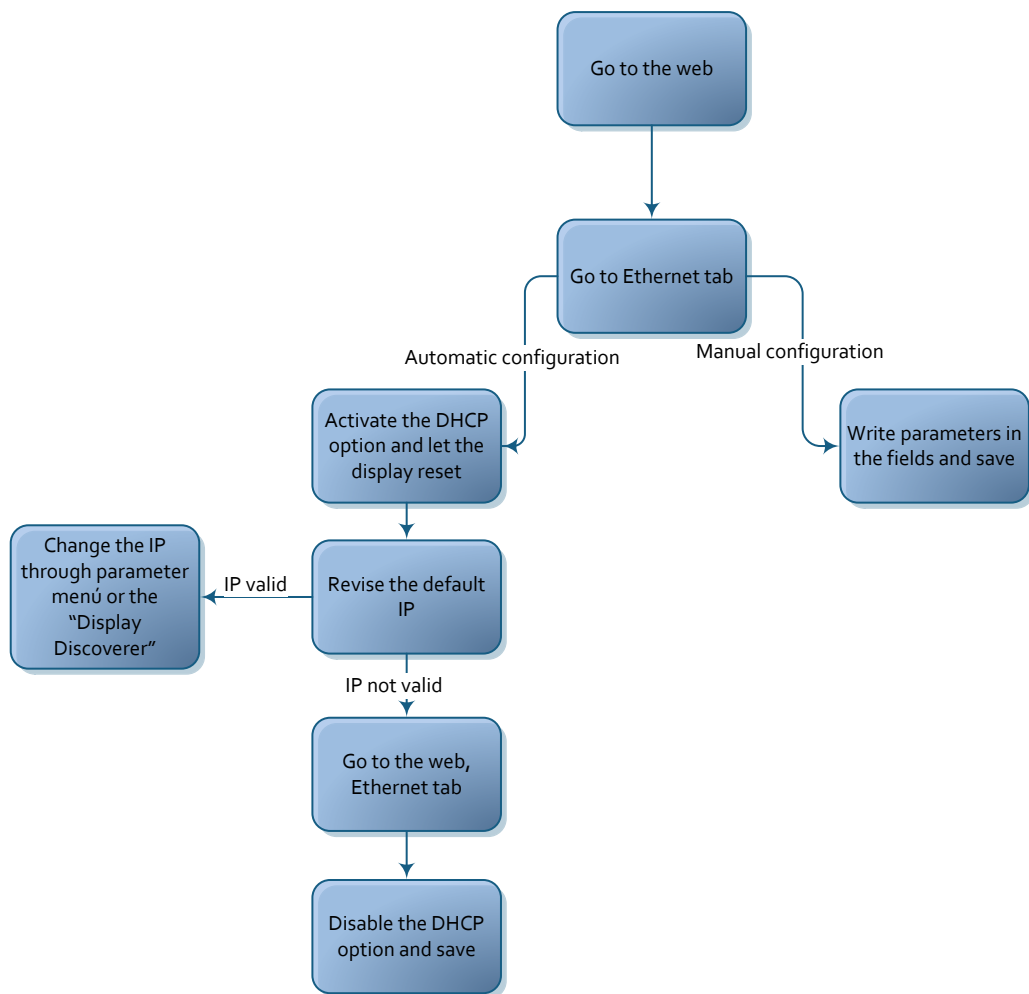 Go to the web
Go to Ethernet tab
Automatic configuration
Manual configuration
Activate the DHCP
option and let the
display reset
Write parameters in
the fields and save
Change the IP
through parameter
menú or the
“Display
Discoverer”
IP valid
Revise the default
IP
IP not valid
Go to the web,
Ethernet tab
Disable the DHCP
option and save